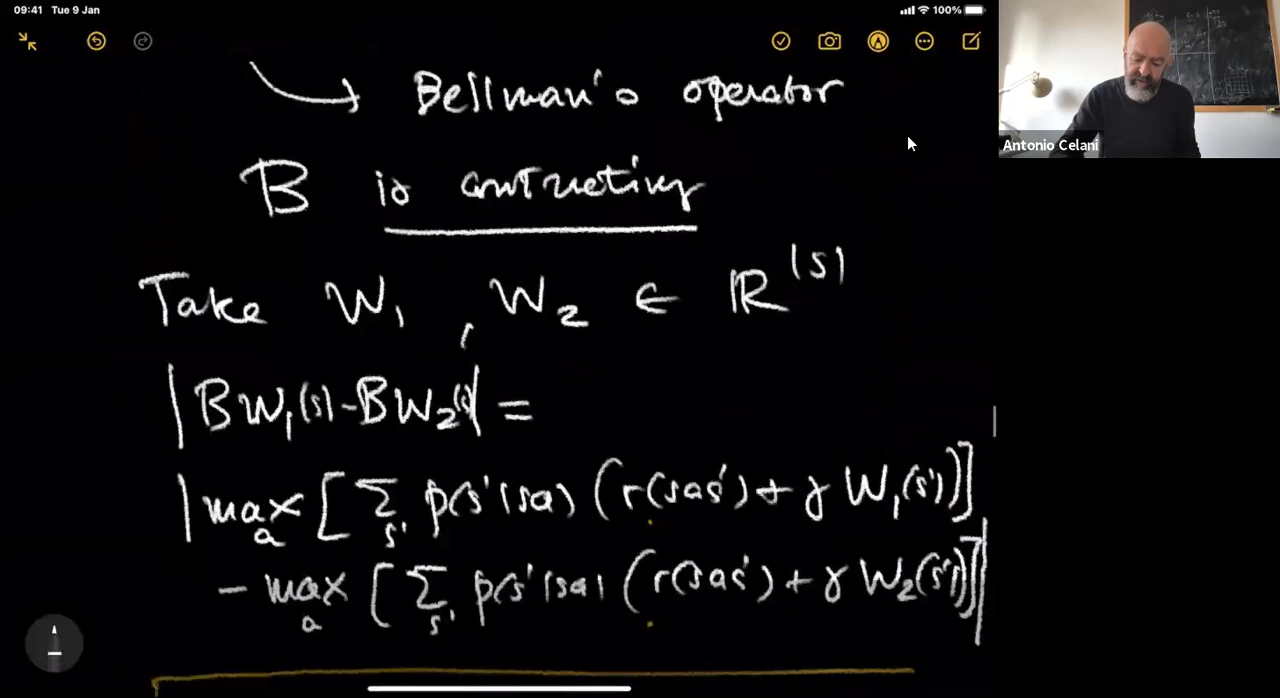 09:41 Tue 9 Jan
100%
Bellman's operator
B is contracting
Take W₁, W₂ ∈ ℝ^|S|
|BW₁(s) - BW₂(s)| =
|max_a [Σ_s' p(s'|sa) (r(sas') + γ W₁(s'))]
- max_a [Σ_s' p(s'|sa) (r(sas') + γ W₂(s'))]|
Antonio Celani